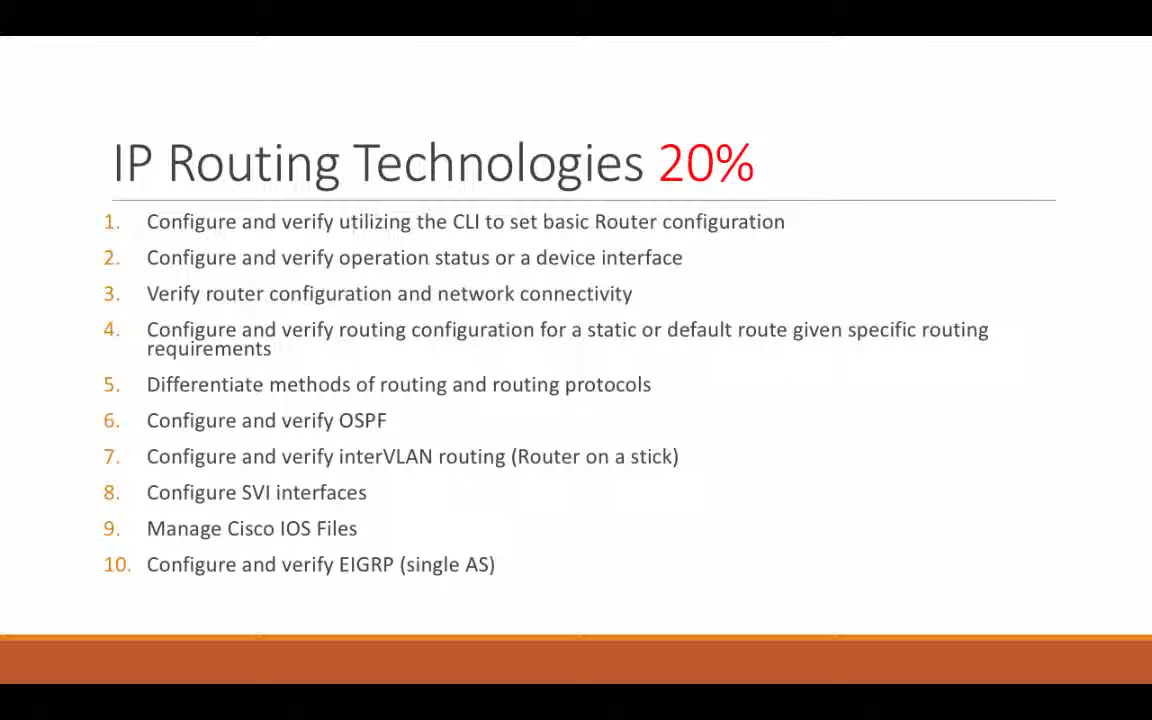 IP Routing Technologies 20%
1. Configure and verify utilizing the CLI to set basic Router configuration
2. Configure and verify operation status or a device interface
3. Verify router configuration and network connectivity
4. Configure and verify routing configuration for a static or default route given specific routing
requirements
5. Differentiate methods of routing and routing protocols
6. Configure and verify OSPF
7. Configure and verify interVLAN routing (Router on a stick)
8. Configure SVI interfaces
9. Manage Cisco IOS Files
10. Configure and verify EIGRP (single AS)